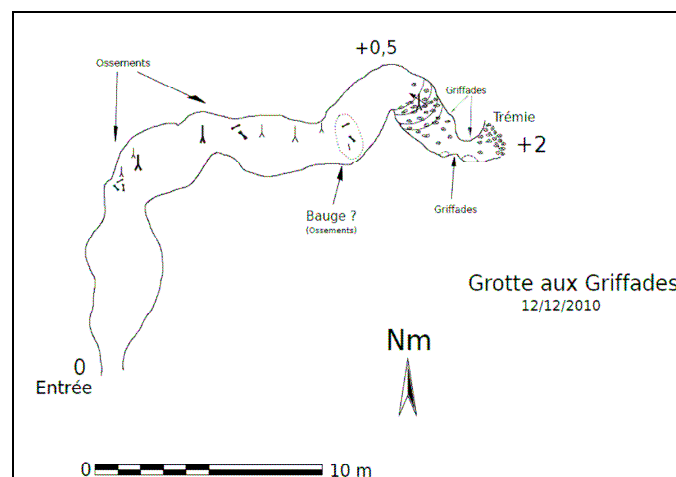 +0,5
Ossements
Griffades
Trémie
+2
Griffades
Bauge ?
(Ossements)
Grotte aux Griffades
12/12/2010
Nm
0
Entrée
0
10 m